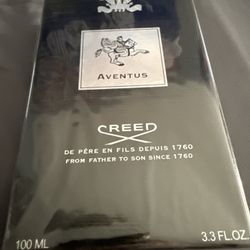 AVENTUS
CREED
DE PÈRE EN FILS DEPUIS 1760
FROM FATHER TO SON SINCE 1760
100 ML
3.3 FL.OZ.